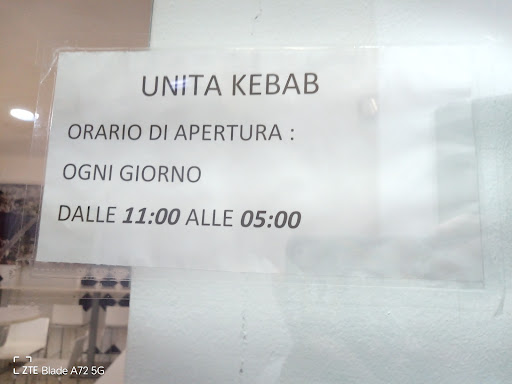 UNITA KEBAB
ORARIO DI APERTURA :
OGNI GIORNO
DALLE 11:00 ALLE 05:00
ZTE Blade A72 5G